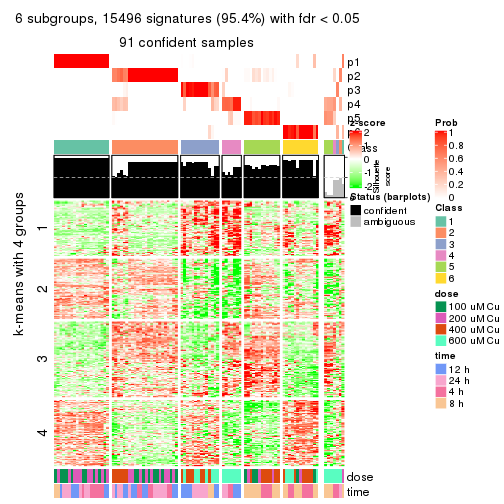 6 subgroups, 15496 signatures (95.4%) with fdr < 0.05
91 confident samples
p1
p2
p3
p4
p5
z-score
2
1
0
-1
-2
Silhouette
score
Prob
1
0.8
0.6
0.4
0.2
0
Status (barplots)
confident
ambiguous
Class
1
2
3
4
5
6
dose
100 uM Cu
200 uM Cu
400 uM Cu
600 uM Cu
time
12 h
24 h
4 h
8 h
k-means with 4 groups
1
2
3
4
dose
time